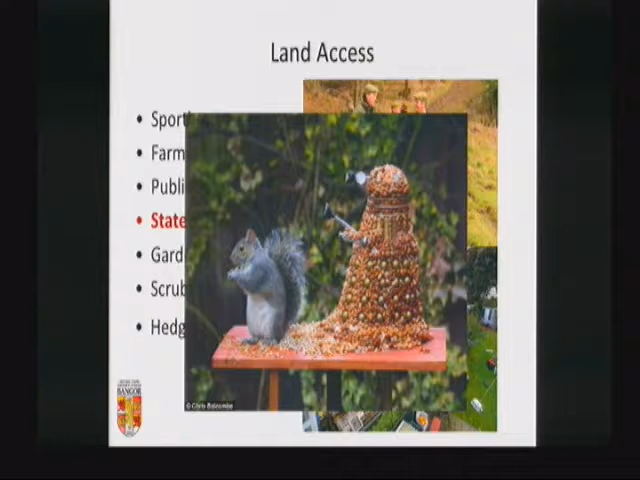 Land Access
• Sport
• Farm
• Publi
• State
• Gard
• Scrub
• Hedg
BANGOR
© Chris Balcombe